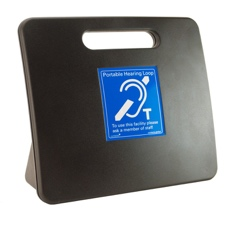 Portable Hearing Loop
T
To use this facility please
ask a member of staff